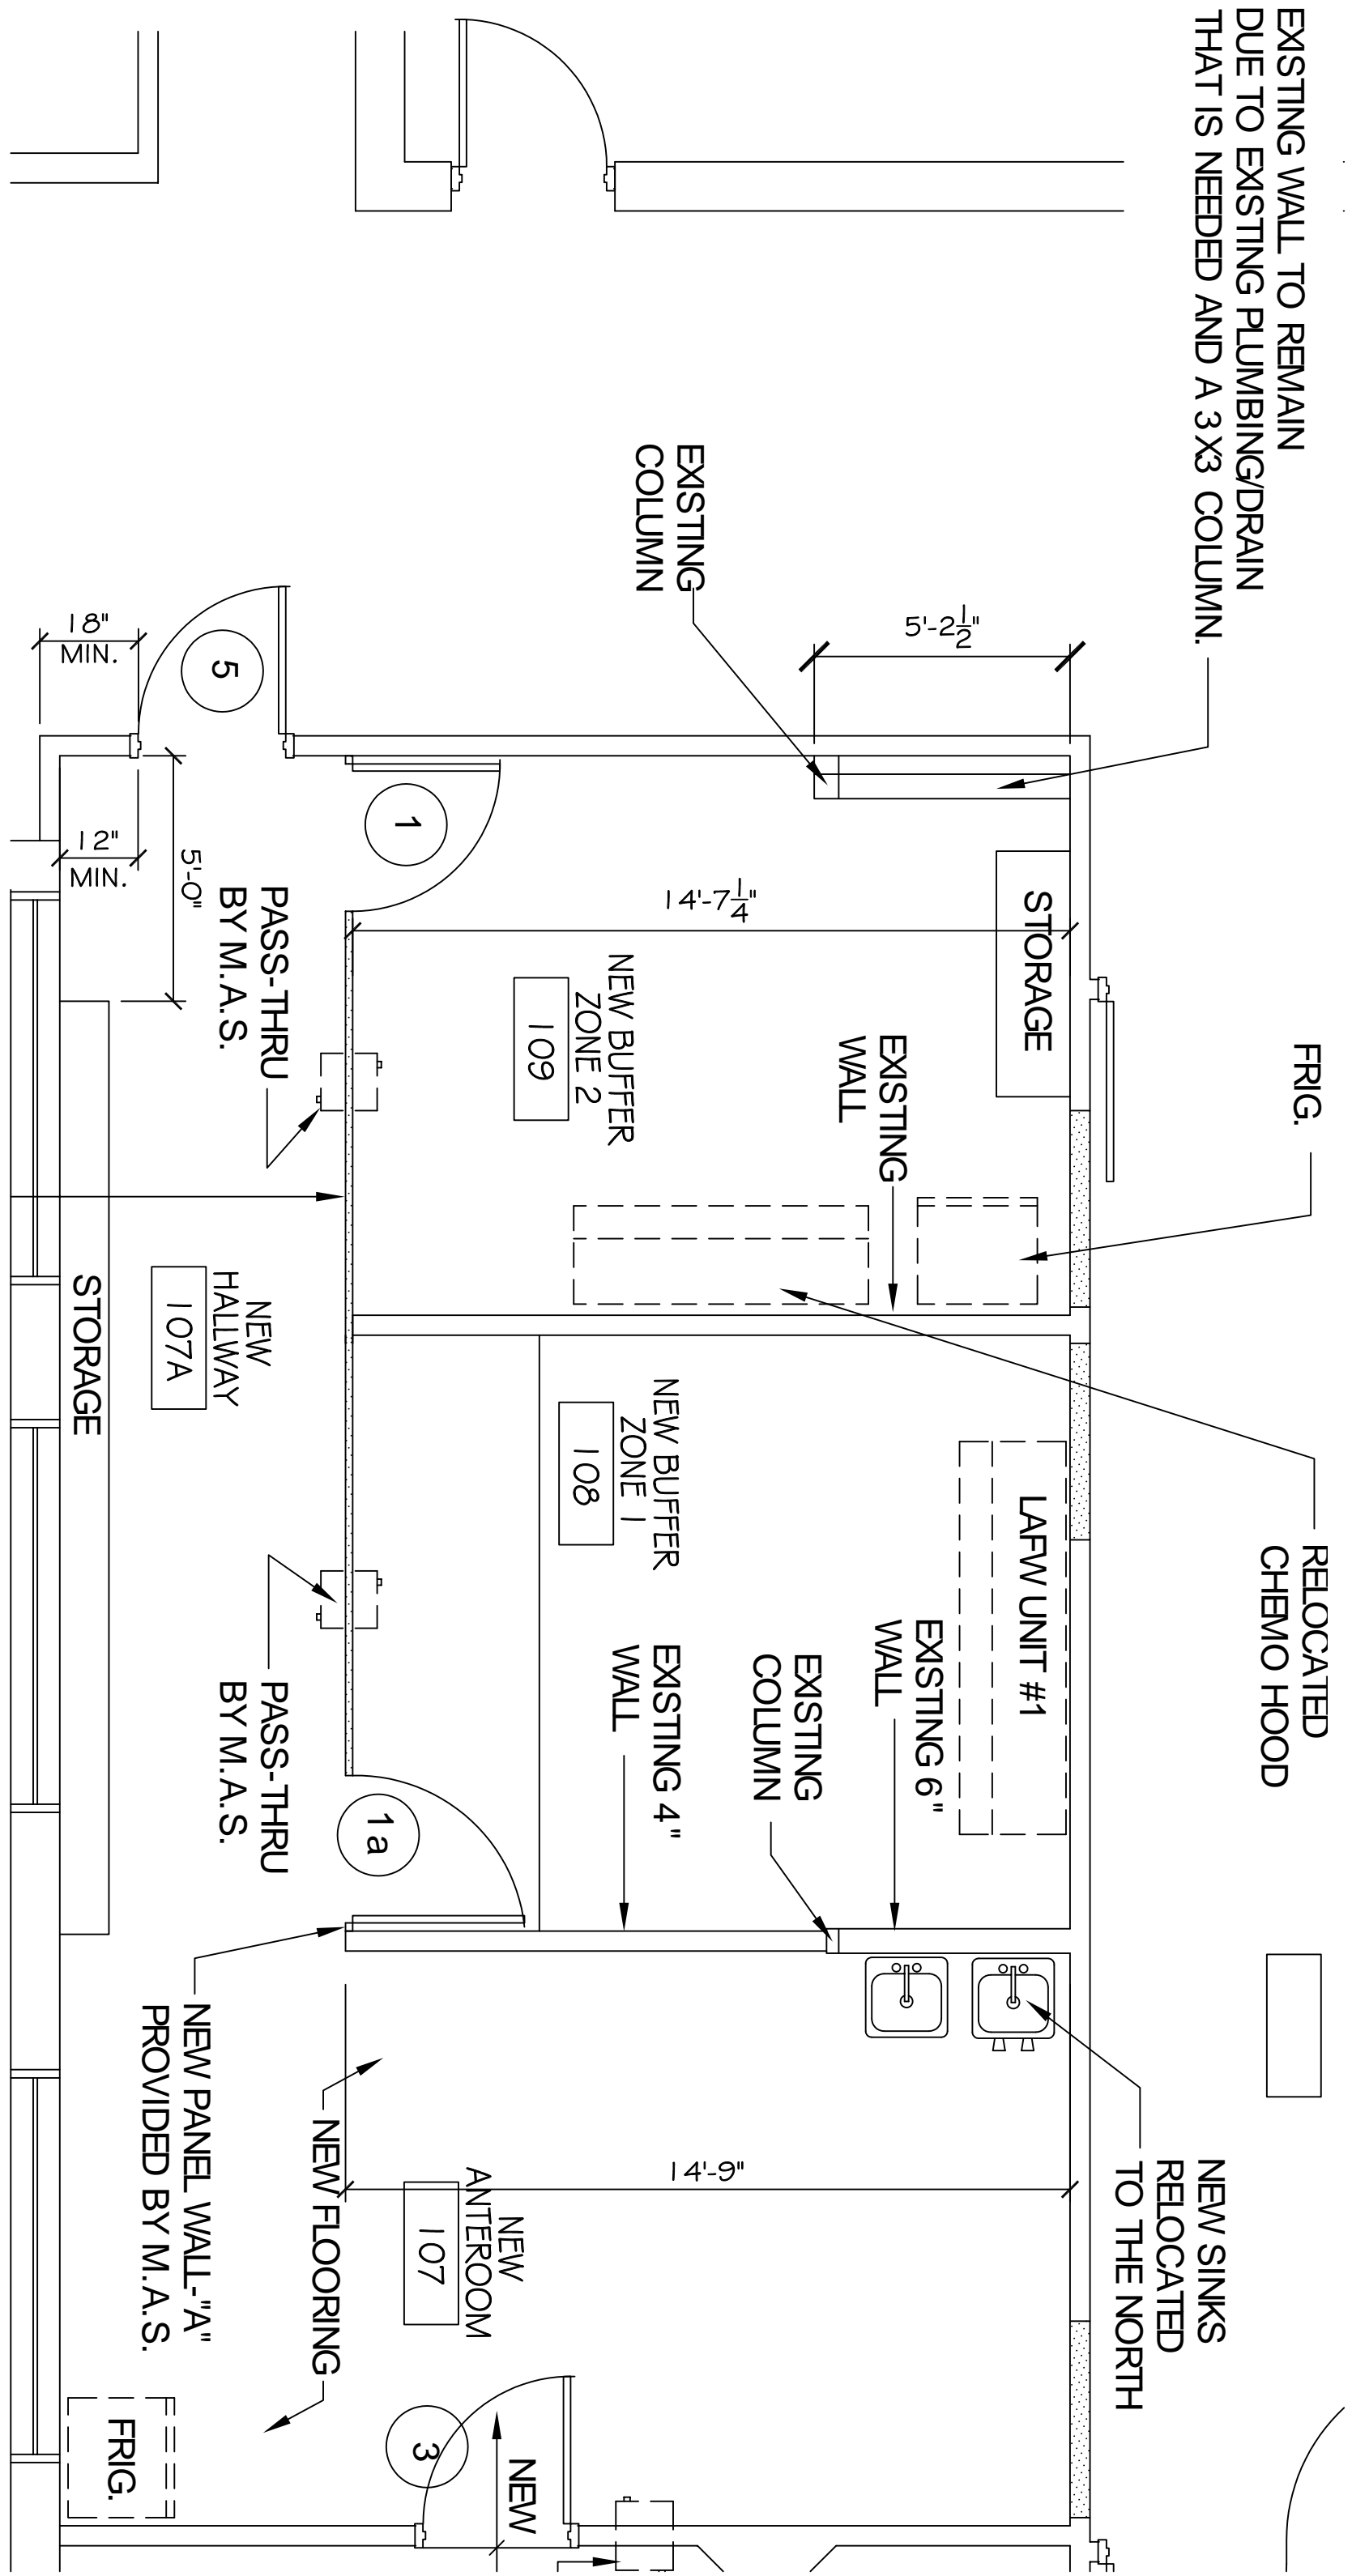 EXISTING WALL TO REMAIN
DUE TO EXISTING PLUMBING/DRAIN
THAT IS NEEDED AND A 3X3 COLUMN.
FRIG.
RELOCATED
CHEMO HOOD
NEW SINKS
RELOCATED
TO THE NORTH
EXISTING
COLUMN
5'-2 1/2"
STORAGE
14'-7 1/4"
EXISTING
WALL
NEW BUFFER
ZONE 2
109
LAFW UNIT #1
EXISTING 6"
WALL
EXISTING
COLUMN
EXISTING 4"
WALL
NEW BUFFER
ZONE 1
108
14'-9"
NEW
ANTEROOM
107
NEW
3
1
1a
5
18"
MIN.
12"
MIN.
5'-0"
PASS-THRU
BY M.A.S.
NEW
HALLWAY
107A
STORAGE
PASS-THRU
BY M.A.S.
NEW PANEL WALL-"A"
PROVIDED BY M.A.S.
NEW FLOORING
FRIG.